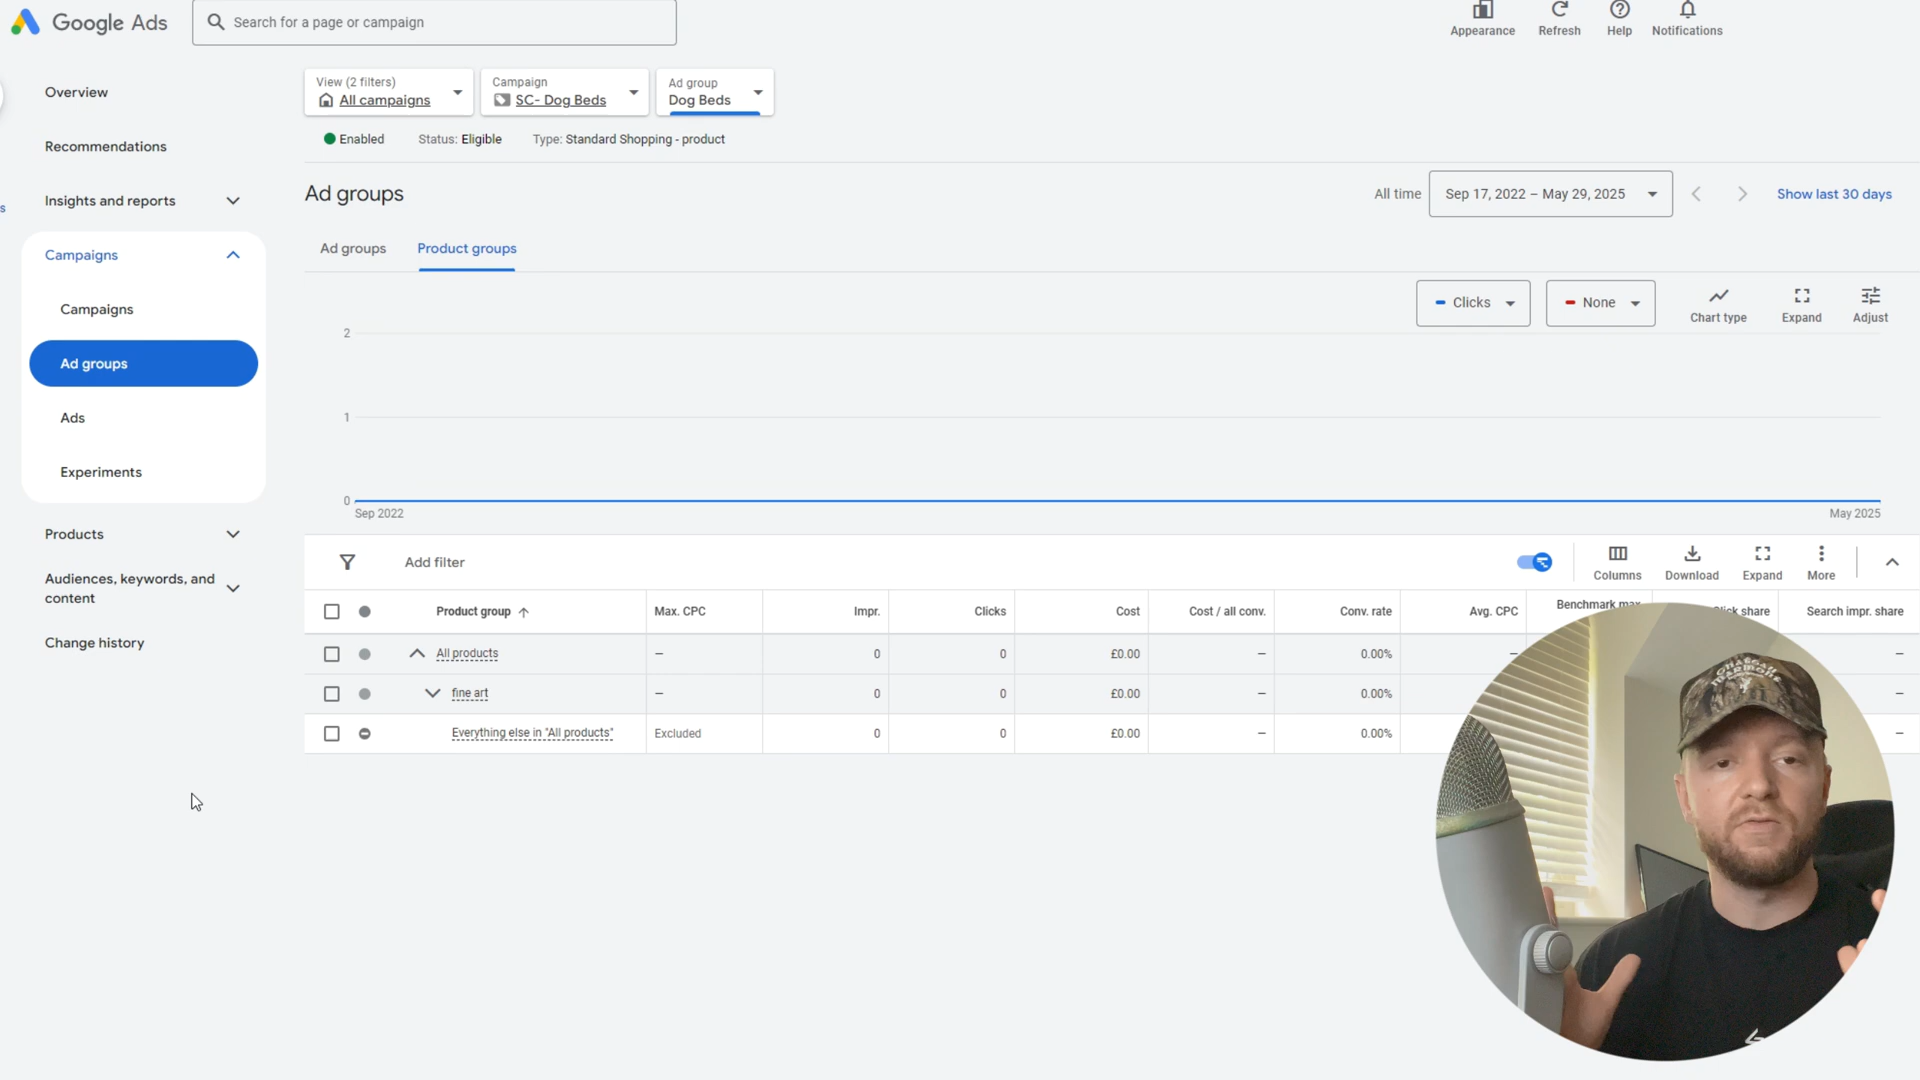 Google Ads
Search for a page or campaign
Appearance
Refresh
Help
Notifications
Overview
Recommendations
Insights and reports
Campaigns
Campaigns
Ad groups
Ads
Experiments
Products
Audiences, keywords, and
content
Change history
s
View (2 filters)
All campaigns
Campaign
SC- Dog Beds
Ad group
Dog Beds
Enabled
Status: Eligible
Type: Standard Shopping - product
Ad groups
All time
Sep 17, 2022 – May 29, 2025
Show last 30 days
Ad groups
Product groups
Clicks
None
Chart type
Expand
Adjust
2
1
0
Sep 2022
May 2025
Add filter
Columns
Download
Expand
More
Product group
Max. CPC
Impr.
Clicks
Cost
Cost / all conv.
Conv. rate
Avg. CPC
Benchmark max
Click share
Search impr. share
All products – 0 0 £0.00 – 0.00% – –
fine art – 0 0 £0.00 – 0.00% –
Everything else in "All products" Excluded 0 0 £0.00 – 0.00% –